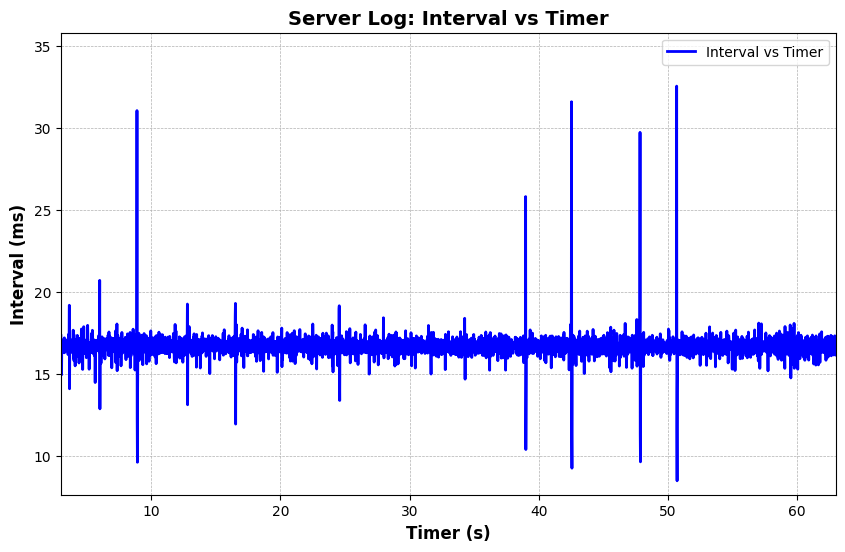 Server Log: Interval vs Timer
Interval vs Timer
Interval (ms)
35
30
25
20
15
10
10 20 30 40 50 60
Timer (s)